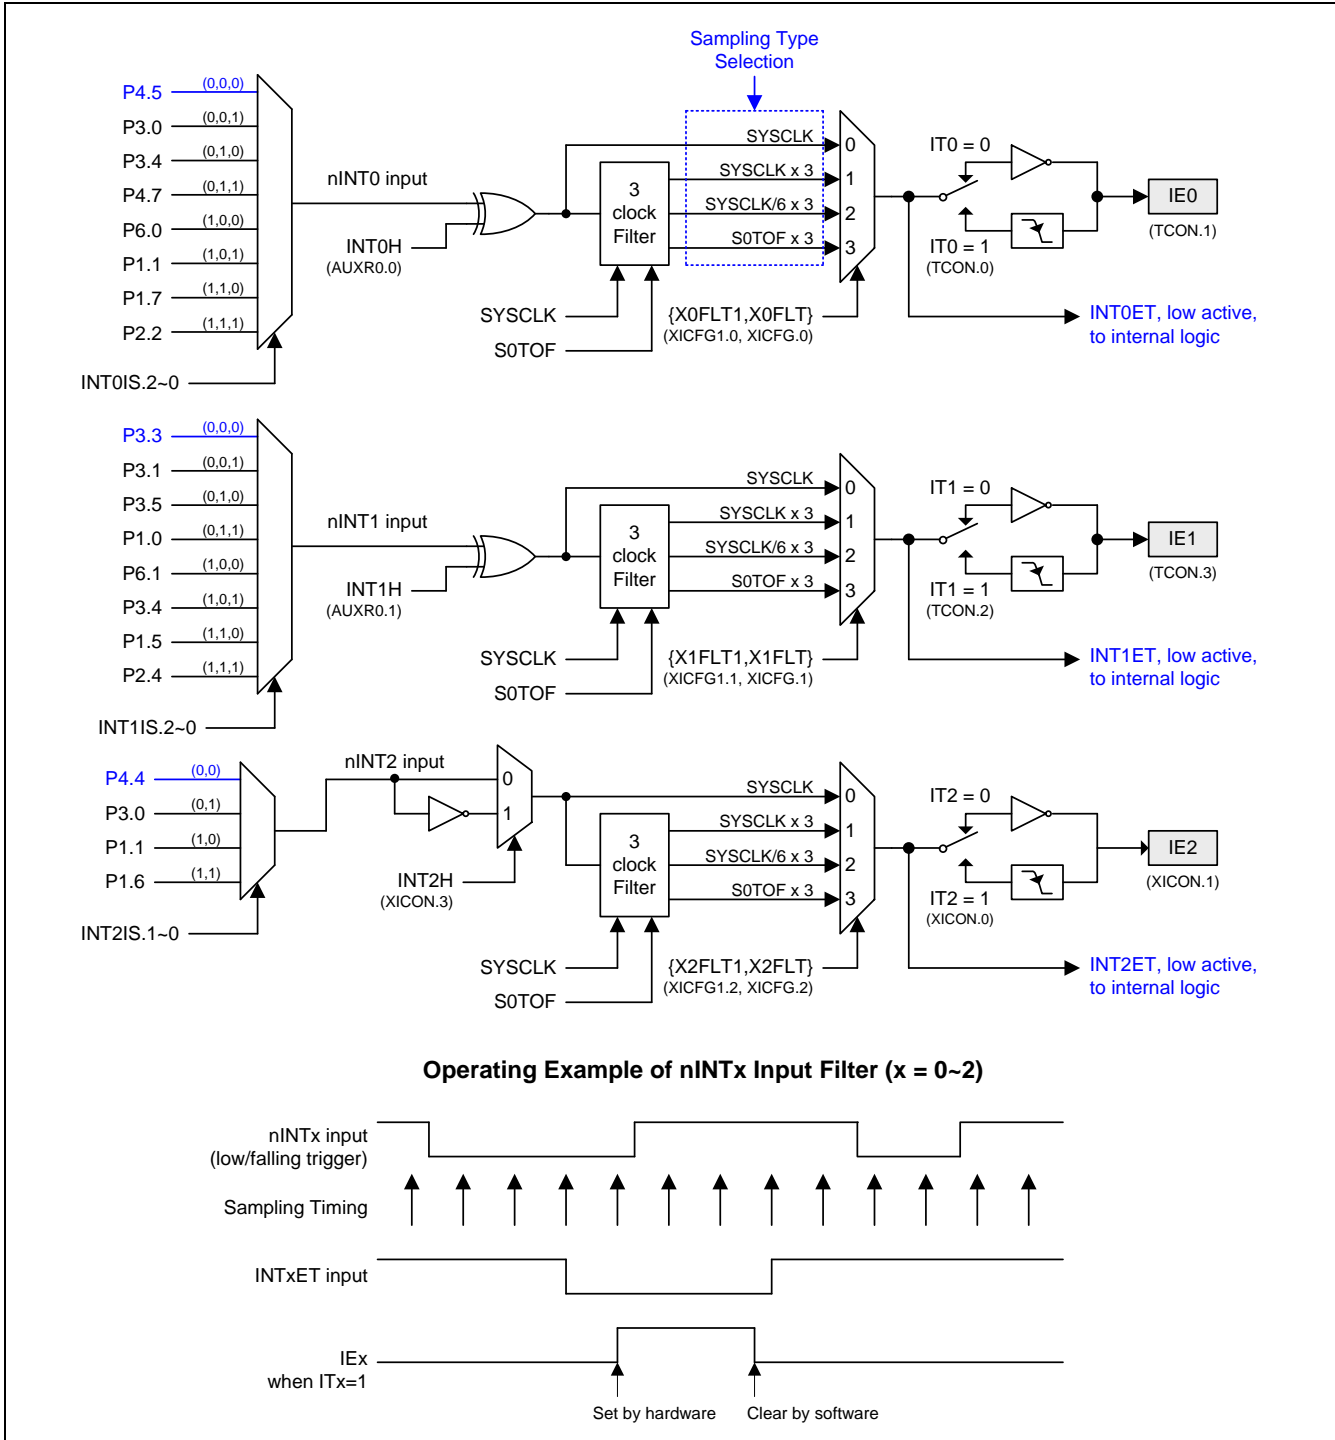 Sampling Type
Selection
P4.5 (0,0,0)
P3.0 (0,0,1)
P3.4 (0,1,0)
P4.7 (0,1,1)
P6.0 (1,0,0)
P1.1 (1,0,1)
P1.7 (1,1,0)
P2.2 (1,1,1)
INT0IS.2~0
nINT0 input
INT0H
(AUXR0.0)
3
clock
Filter
SYSCLK
S0TOF
SYSCLK 0
SYSCLK x 3 1
SYSCLK/6 x 3 2
S0TOF x 3 3
{X0FLT1,X0FLT}
(XICFG1.0, XICFG.0)
IT0 = 0
IT0 = 1
(TCON.0)
IE0
(TCON.1)
INT0ET, low active,
to internal logic
P3.3 (0,0,0)
P3.1 (0,0,1)
P3.5 (0,1,0)
P1.0 (0,1,1)
P6.1 (1,0,0)
P3.4 (1,0,1)
P1.5 (1,1,0)
P2.4 (1,1,1)
INT1IS.2~0
nINT1 input
INT1H
(AUXR0.1)
3
clock
Filter
SYSCLK
S0TOF
SYSCLK 0
SYSCLK x 3 1
SYSCLK/6 x 3 2
S0TOF x 3 3
{X1FLT1,X1FLT}
(XICFG1.1, XICFG.1)
IT1 = 0
IT1 = 1
(TCON.2)
IE1
(TCON.3)
INT1ET, low active,
to internal logic
P4.4 (0,0)
P3.0 (0,1)
P1.1 (1,0)
P1.6 (1,1)
INT2IS.1~0
nINT2 input
0
1
INT2H
(XICON.3)
3
clock
Filter
SYSCLK
S0TOF
SYSCLK 0
SYSCLK x 3 1
SYSCLK/6 x 3 2
S0TOF x 3 3
{X2FLT1,X2FLT}
(XICFG1.2, XICFG.2)
IT2 = 0
IT2 = 1
(XICON.0)
IE2
(XICON.1)
INT2ET, low active,
to internal logic
Operating Example of nINTx Input Filter (x = 0~2)
nINTx input
(low/falling trigger)
Sampling Timing
INTxET input
IEx
when ITx=1
Set by hardware
Clear by software